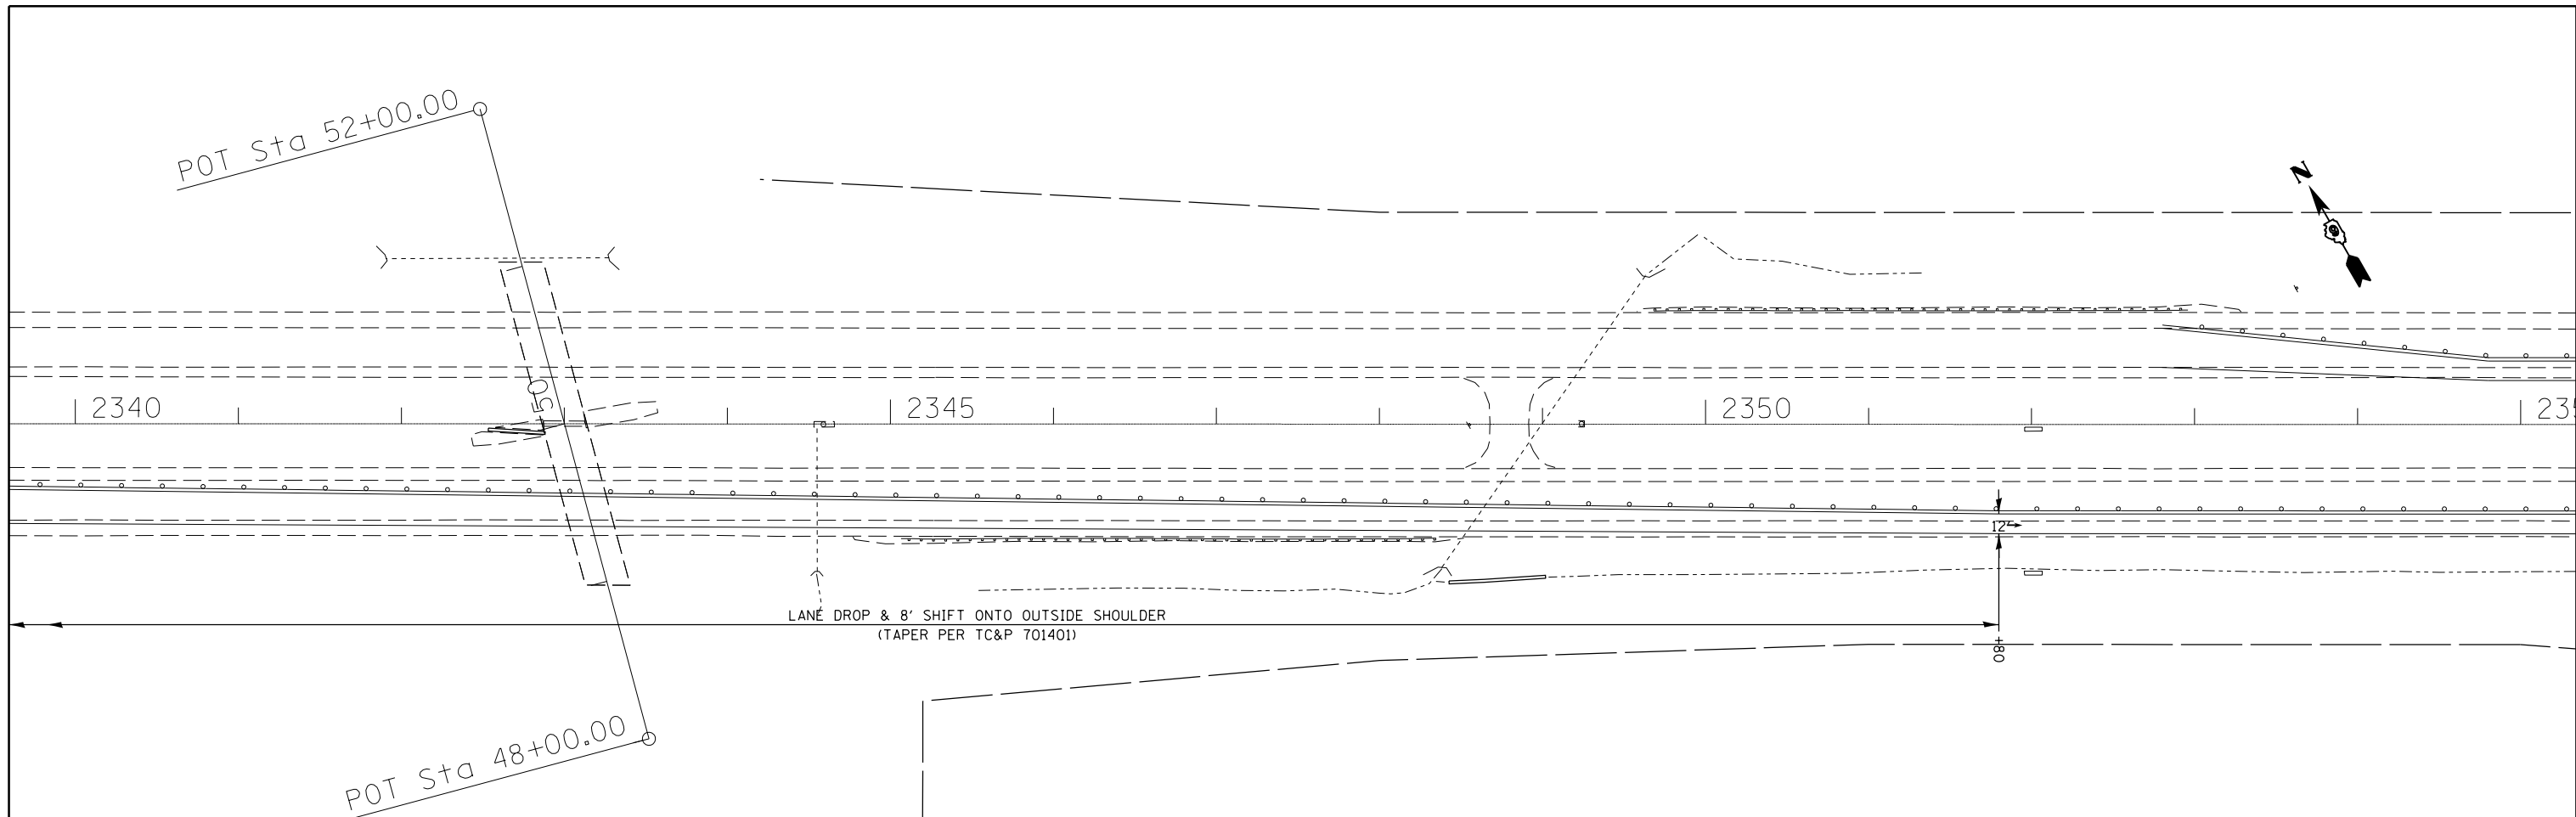 POT Sta 52+00.00
N
50
2340
2345
2350
12'
LANE DROP & 8' SHIFT ONTO OUTSIDE SHOULDER
(TAPER PER TC&P 701401)
+80
POT Sta 48+00.00